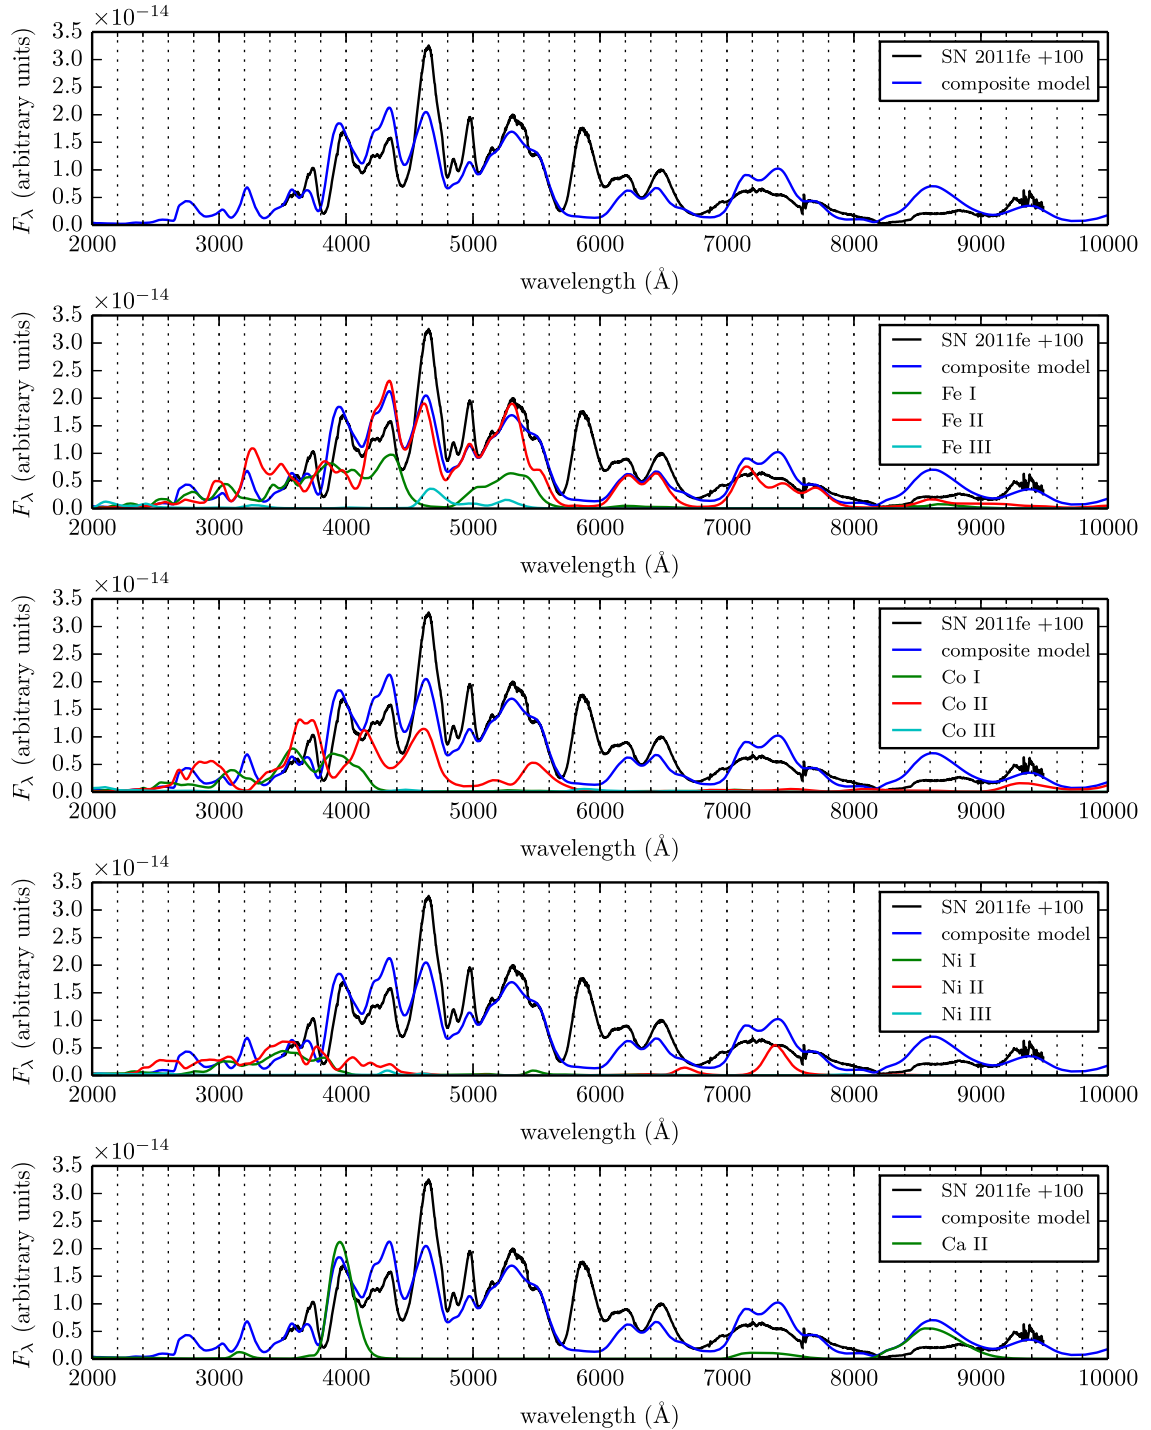 ×10−14
3.5
3.0
2.5
2.0
1.5
1.0
0.5
0.0
Fλ (arbitrary units)
2000 3000 4000 5000 6000 7000 8000 9000 10000
wavelength (Å)
SN 2011fe +100
composite model
×10−14
3.5
3.0
2.5
2.0
1.5
1.0
0.5
0.0
Fλ (arbitrary units)
2000 3000 4000 5000 6000 7000 8000 9000 10000
wavelength (Å)
SN 2011fe +100
composite model
Fe I
Fe II
Fe III
×10−14
3.5
3.0
2.5
2.0
1.5
1.0
0.5
0.0
Fλ (arbitrary units)
2000 3000 4000 5000 6000 7000 8000 9000 10000
wavelength (Å)
SN 2011fe +100
composite model
Co I
Co II
Co III
×10−14
3.5
3.0
2.5
2.0
1.5
1.0
0.5
0.0
Fλ (arbitrary units)
2000 3000 4000 5000 6000 7000 8000 9000 10000
wavelength (Å)
SN 2011fe +100
composite model
Ni I
Ni II
Ni III
×10−14
3.5
3.0
2.5
2.0
1.5
1.0
0.5
0.0
Fλ (arbitrary units)
2000 3000 4000 5000 6000 7000 8000 9000 10000
wavelength (Å)
SN 2011fe +100
composite model
Ca II